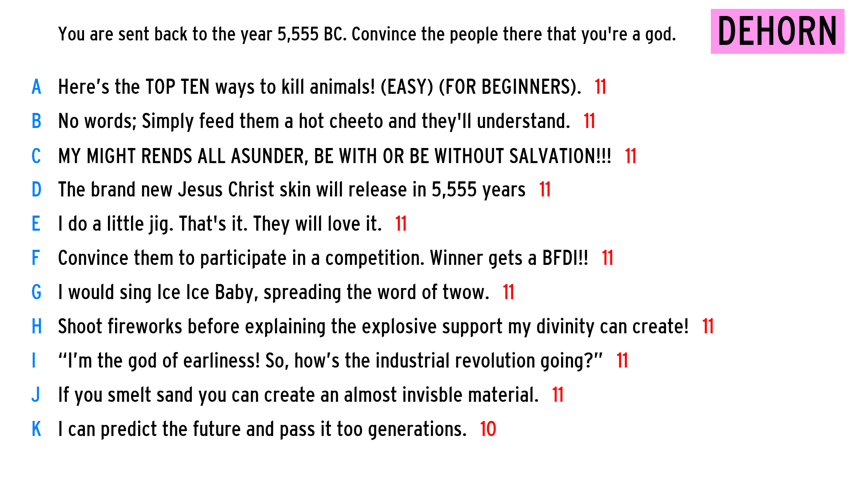 You are sent back to the year 5,555 BC. Convince the people there that you're a god.
DEHORN
A Here's the TOP TEN ways to kill animals! (EASY) (FOR BEGINNERS). 11
B No words; Simply feed them a hot cheeto and they'll understand. 11
C MY MIGHT RENDS ALL ASUNDER, BE WITH OR BE WITHOUT SALVATION!!! 11
D The brand new Jesus Christ skin will release in 5,555 years 11
E I do a little jig. That's it. They will love it. 11
F Convince them to participate in a competition. Winner gets a BFDI!! 11
G I would sing Ice Ice Baby, spreading the word of twow. 11
H Shoot fireworks before explaining the explosive support my divinity can create! 11
I “I'm the god of earliness! So, how's the industrial revolution going?” 11
J If you smelt sand you can create an almost invisble material. 11
K I can predict the future and pass it too generations. 10